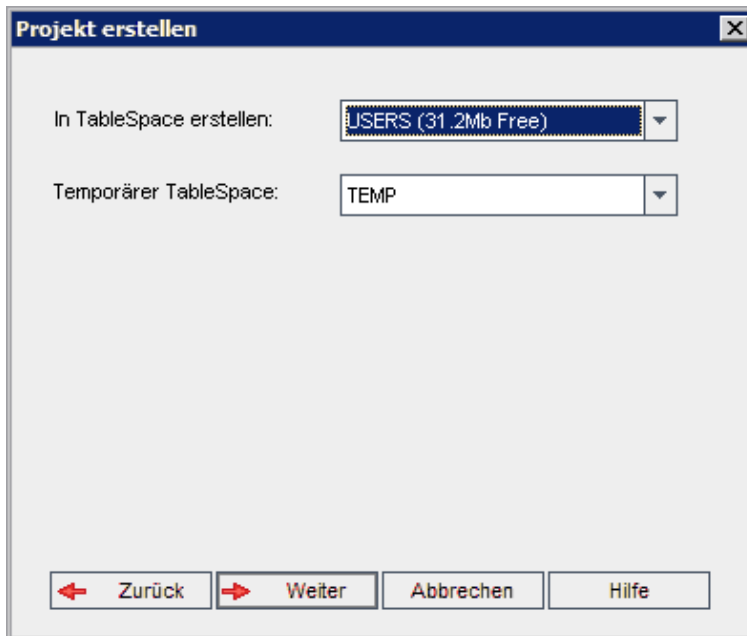 Projekt erstellen
In TableSpace erstellen: USERS (31.2Mb Free)
Temporärer TableSpace: TEMP
Zurück Weiter Abbrechen Hilfe